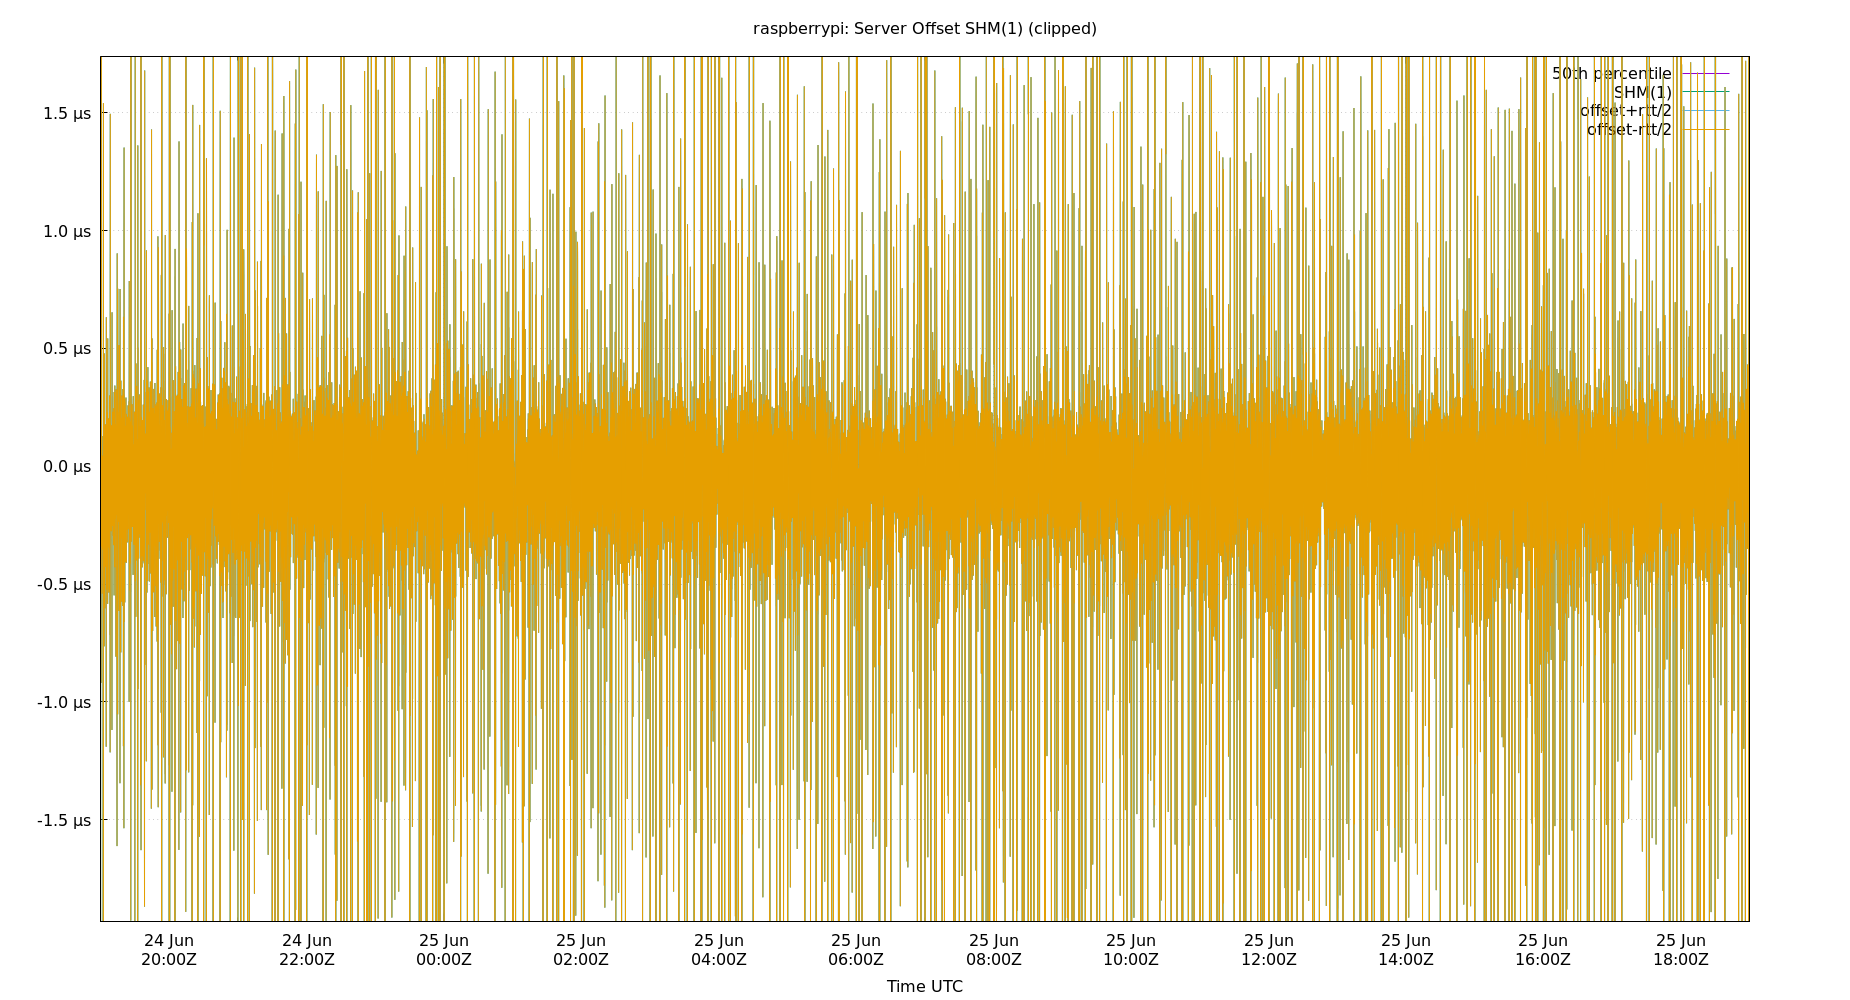 raspberrypi: Server Offset SHM(1) (clipped)
50th percentile
SHM(1)
offset+rtt/2
offset-rtt/2
1.5 µs
1.0 µs
0.5 µs
0.0 µs
-0.5 µs
-1.0 µs
-1.5 µs
24 Jun 24 Jun 25 Jun 25 Jun 25 Jun 25 Jun 25 Jun 25 Jun 25 Jun 25 Jun 25 Jun 25 Jun
20:00Z 22:00Z 00:00Z 02:00Z 04:00Z 06:00Z 08:00Z 10:00Z 12:00Z 14:00Z 16:00Z 18:00Z
Time UTC